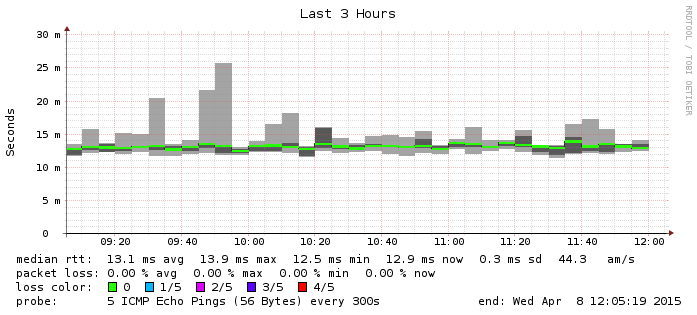 Last 3 Hours
RRDTOOL / TOBI OETIKER
Seconds
30 m
25 m
20 m
15 m
10 m
5 m
0
09:20 09:40 10:00 10:20 10:40 11:00 11:20 11:40 12:00
median rtt: 13.1 ms avg 13.9 ms max 12.5 ms min 12.9 ms now 0.3 ms sd 44.3 am/s
packet loss: 0.00 % avg 0.00 % max 0.00 % min 0.00 % now
loss color: 0 1/5 2/5 3/5 4/5
probe: 5 ICMP Echo Pings (56 Bytes) every 300s end: Wed Apr 8 12:05:19 2015